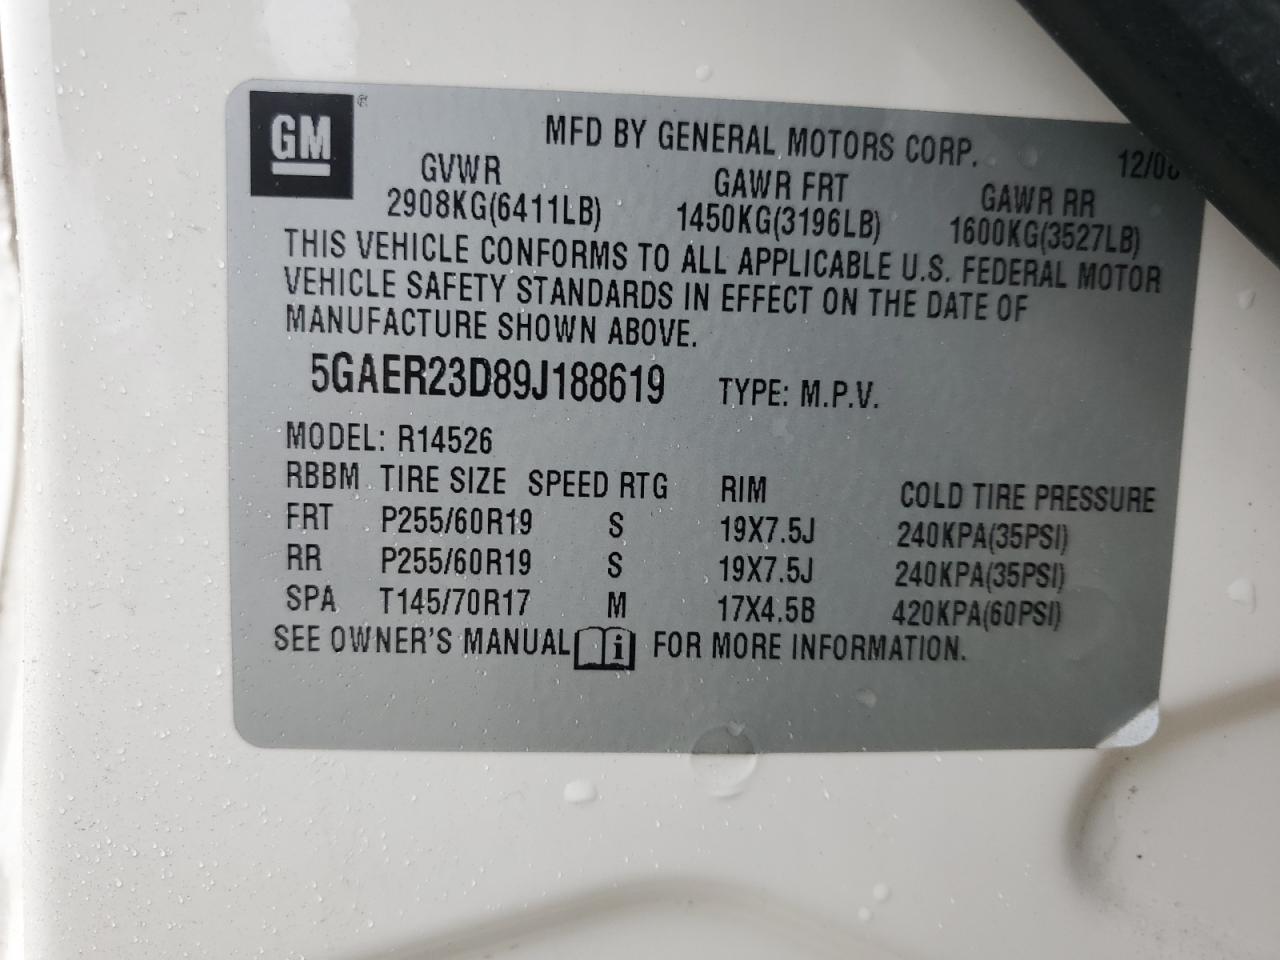 GM ®
MFD BY GENERAL MOTORS CORP.
GVWR GAWR FRT GAWR RR
2908KG(6411LB) 1450KG(3196LB) 1600KG(3527LB)
THIS VEHICLE CONFORMS TO ALL APPLICABLE U.S. FEDERAL MOTOR
VEHICLE SAFETY STANDARDS IN EFFECT ON THE DATE OF
MANUFACTURE SHOWN ABOVE.
5GAER23D89J188619 TYPE: M.P.V.
MODEL: R14526
RBBM TIRE SIZE SPEED RTG RIM COLD TIRE PRESSURE
FRT P255/60R19 S 19X7.5J 240KPA(35PSI)
RR P255/60R19 S 19X7.5J 240KPA(35PSI)
SPA T145/70R17 M 17X4.5B 420KPA(60PSI)
SEE OWNER'S MANUAL i FOR MORE INFORMATION.